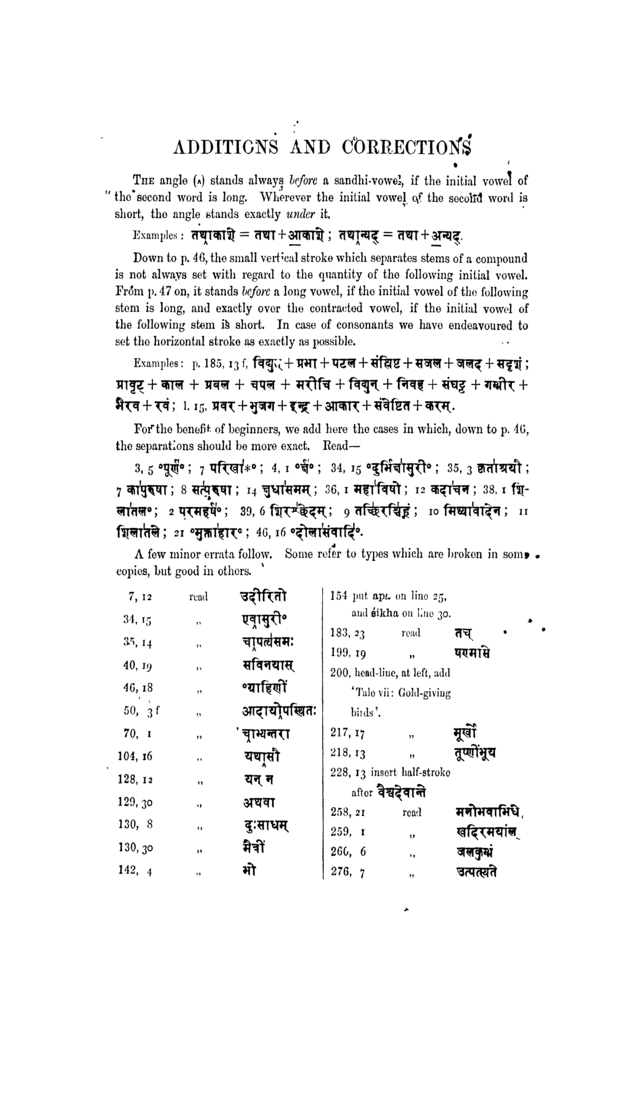 ADDITIONS AND CORRECTIONS
THE angle (ʌ) stands always before a sandhi-vowel, if the initial vowel of
the second word is long. Wherever the initial vowel of the second word is
short, the angle stands exactly under it.
Examples: तथाकाशे = तथा + आकाशे; तथान्यद् = तथा + अन्यद्.
Down to p. 46, the small vertical stroke which separates stems of a compound
is not always set with regard to the quantity of the following initial vowel.
From p. 47 on, it stands before a long vowel, if the initial vowel of the following
stem is long, and exactly over the contracted vowel, if the initial vowel of
the following stem is short. In case of consonants we have endeavoured to
set the horizontal stroke as exactly as possible.
Examples: p. 185, 13 f, + प्रभा + पटल + संश्लिष्ट + सजल + जलद + सदृशं;
प्रावृट् + काल + प्रबल + चपल + मरीचि + विद्युन् + निवह + संघट्ट + गम्भीर +
भैरव + रवं; l. 15, प्रवर + भुजग + इन्द्र + आकार + संवेष्टित + करम्.
For the benefit of beginners, we add here the cases in which, down to p. 46,
the separations should be more exact. Read—
3, 5 °पूर्ण°; 7 4, 1 34, 15 35, 3
7 कापुरुषा; 8 सत्पुरुषा; 14 चुधासमम्; 36, 1 महाविषो; 12 कदाचन; 38, 1 शि-
लातल°; 2 परमहर्ष°; 39, 6 शिरश्छेदम्; 9 10 मिथ्यावादेन; 11
शिलातले; 21 °मुक्ताहार°; 46, 16 °दोलासंवादि°.
A few minor errata follow. Some refer to types which are broken in some
copies, but good in others.
7, 12 read उदीरितो
34, 15 ,, एवासुरी°
35, 14 ,, चापत्यसमः
40, 19 ,, सविनयास्
46, 18 ,, °याहिणीं
50, 3 f ,, आदायोपस्थितः
70, 1 ,, चाभ्यन्तरा
104, 16 ,, यथासौ
128, 12 ,, यन् न
129, 30 ,, अथवा
130, 8 ,, दुःसाधम्
130, 30 ,, मैत्रीं
142, 4 ,, भो
154 put apr. on line 25,
and śikha on line 30.
183, 23 read तच्
199, 19 ,, षण्मासे
200, head-line, at left, add
'Tale vii: Gold-giving
birds'.
217, 17 ,, मूर्खो
218, 13 ,, तूष्णींभूय
228, 13 insert half-stroke
after वैश्वदेवान्ते
258, 21 read मनोभवाभिधे,
259, 1 ,, खदिरमयांल्
266, 6 ,, जलकुम्भं
276, 7 ,, उत्पत्स्यते